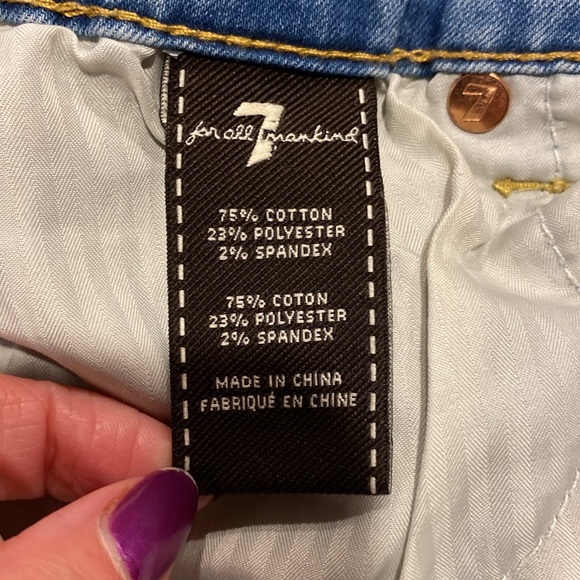 7
for all mankind
75% COTTON
23% POLYESTER
2% SPANDEX
75% COTON
23% POLYESTER
2% SPANDEX
MADE IN CHINA
FABRIQUÉ EN CHINE
7